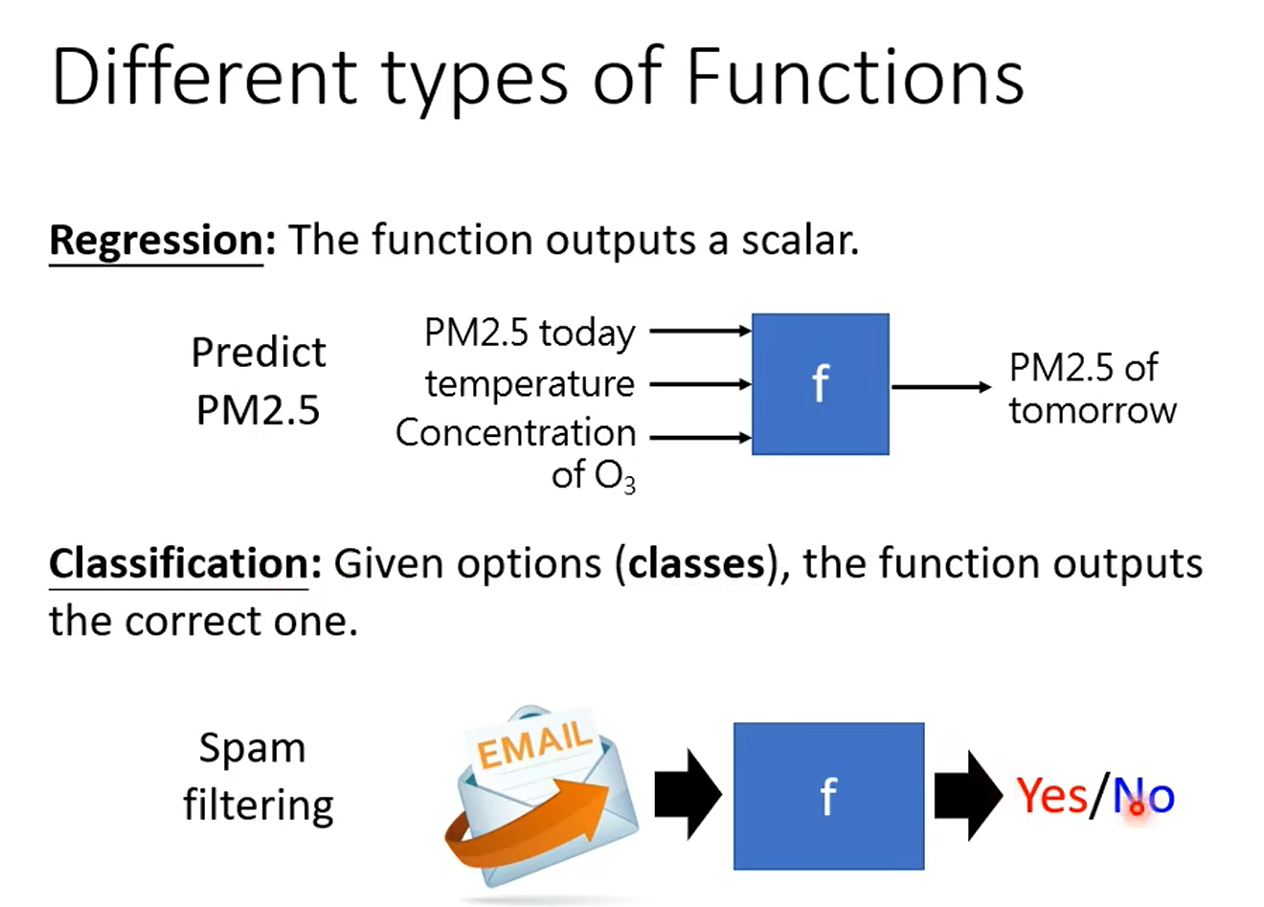 Different types of Functions
Regression: The function outputs a scalar.
Predict
PM2.5
PM2.5 today
temperature
Concentration
of O₃
f
PM2.5 of
tomorrow
Classification: Given options (classes), the function outputs
the correct one.
Spam
filtering
EMAIL
f
Yes/No